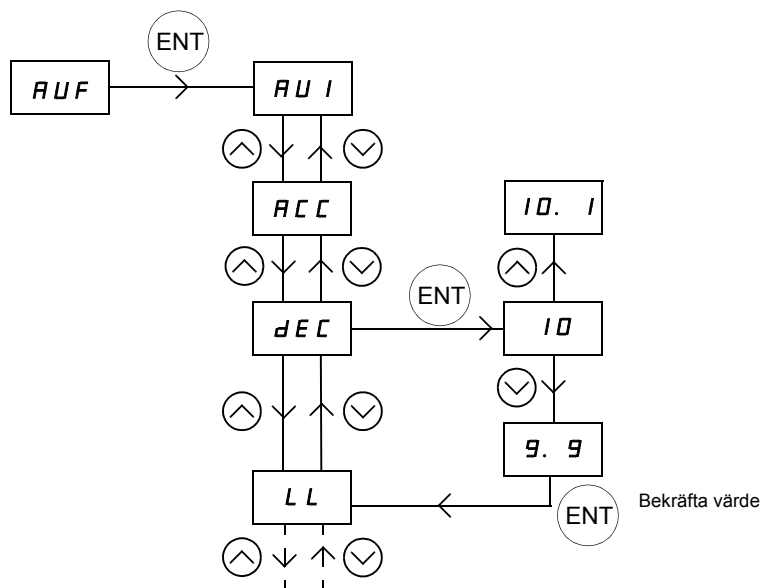 ENT
AUF
AU1
ACC
10. 1
ENT
dEC
10
9. 9
LL
ENT
Bekräfta värde